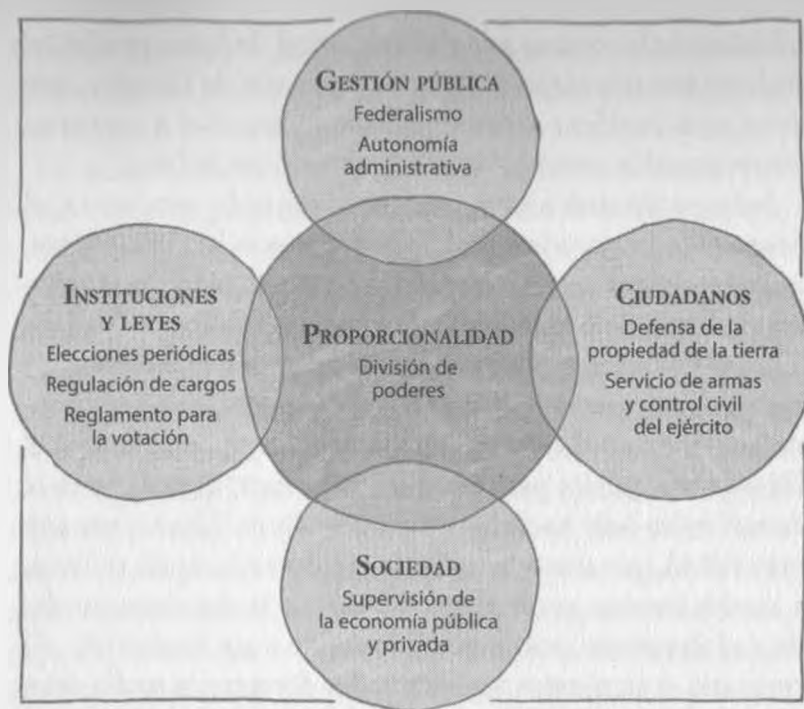 GESTIÓN PÚBLICA
Federalismo
Autonomía
administrativa
INSTITUCIONES
Y LEYES
Elecciones periódicas
Regulación de cargos
Reglamento para
la votación
PROPORCIONALIDAD
División de
poderes
CIUDADANOS
Defensa de la
propiedad de la tierra
Servicio de armas
y control civil
del ejército
SOCIEDAD
Supervisión de
la economía pública
y privada